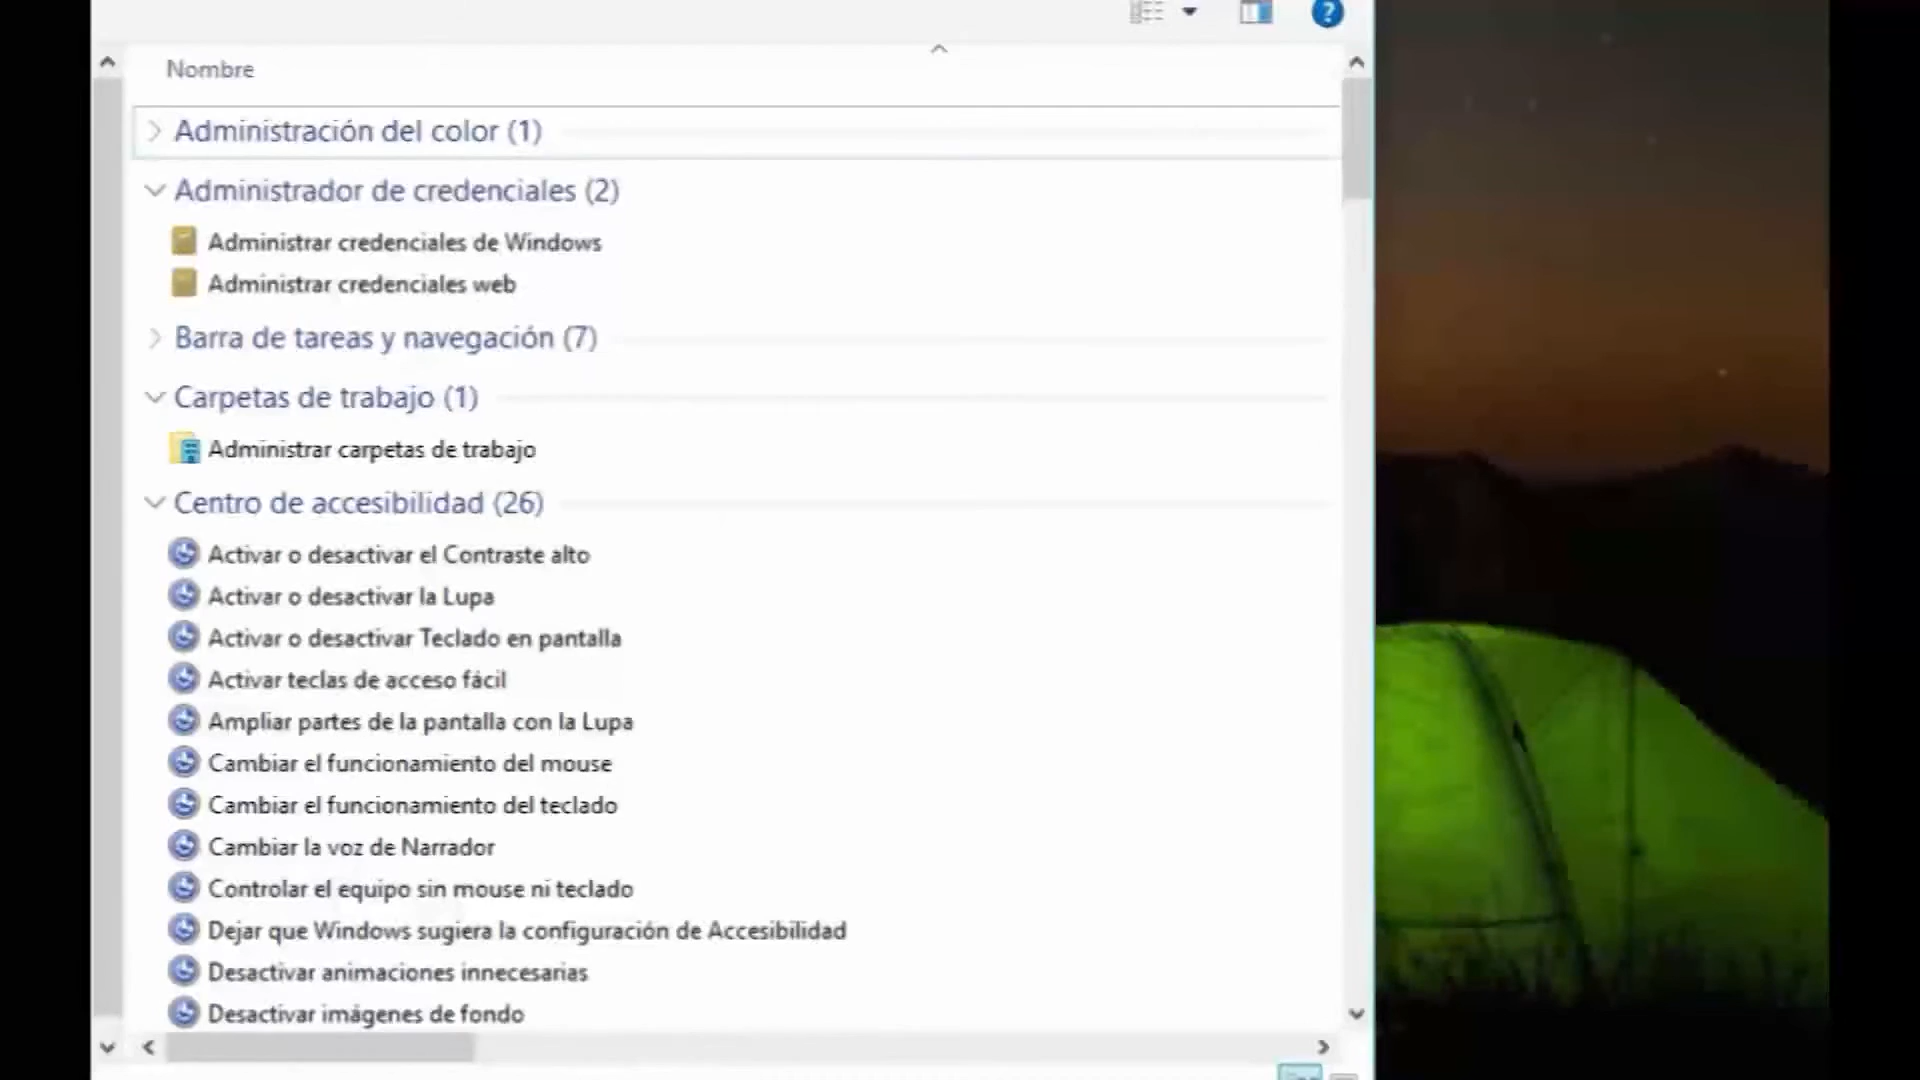 ?
Nombre
Administración del color (1)
Administrador de credenciales (2)
Administrar credenciales de Windows
Administrar credenciales web
Barra de tareas y navegación (7)
Carpetas de trabajo (1)
Administrar carpetas de trabajo
Centro de accesibilidad (26)
Activar o desactivar el Contraste alto
Activar o desactivar la Lupa
Activar o desactivar Teclado en pantalla
Activar teclas de acceso fácil
Ampliar partes de la pantalla con la Lupa
Cambiar el funcionamiento del mouse
Cambiar el funcionamiento del teclado
Cambiar la voz de Narrador
Controlar el equipo sin mouse ni teclado
Dejar que Windows sugiera la configuración de Accesibilidad
Desactivar animaciones innecesarias
Desactivar imágenes de fondo